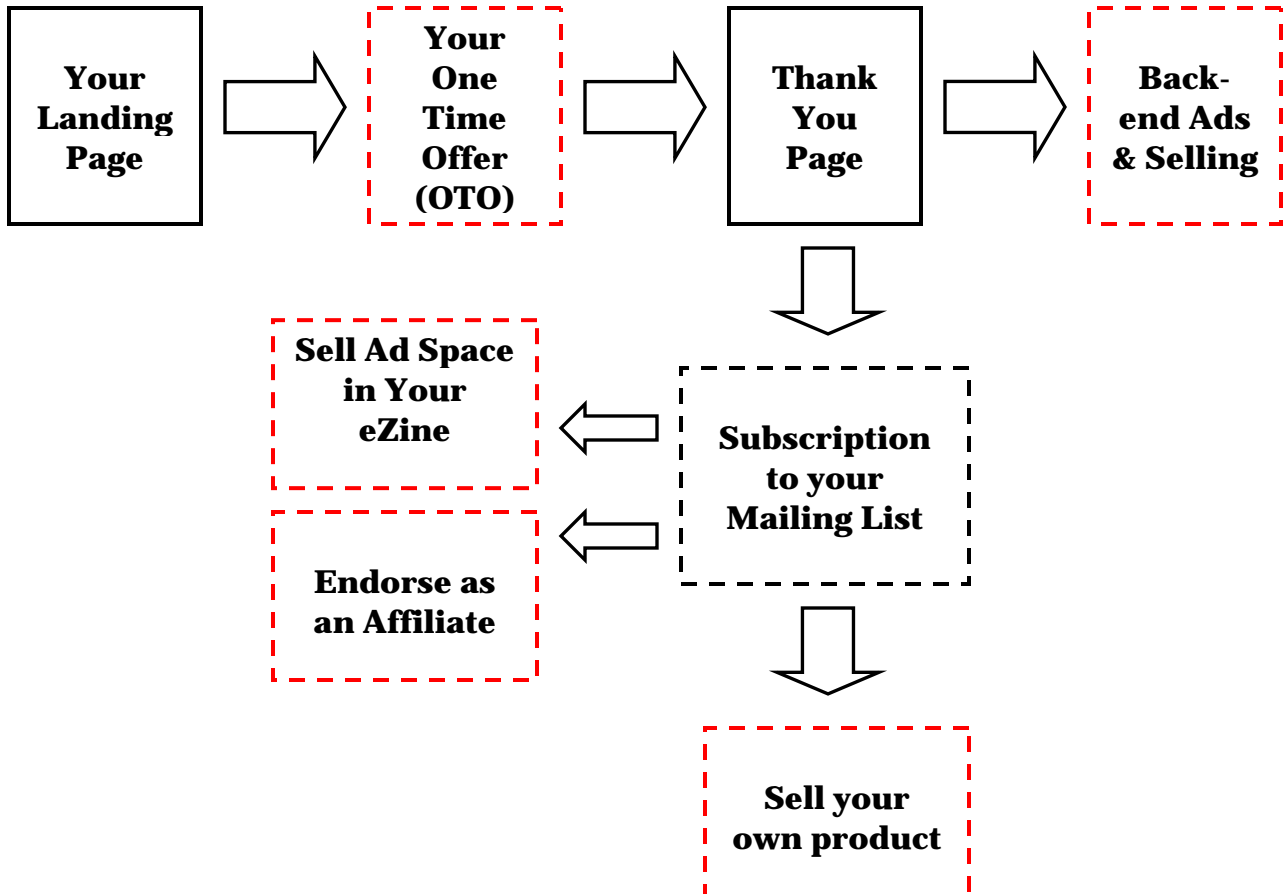 Your
Landing
Page
Your
One
Time
Offer
(OTO)
Thank
You
Page
Back-
end Ads
& Selling
Sell Ad Space
in Your
eZine
Subscription
to your
Mailing List
Endorse as
an Affiliate
Sell your
own product